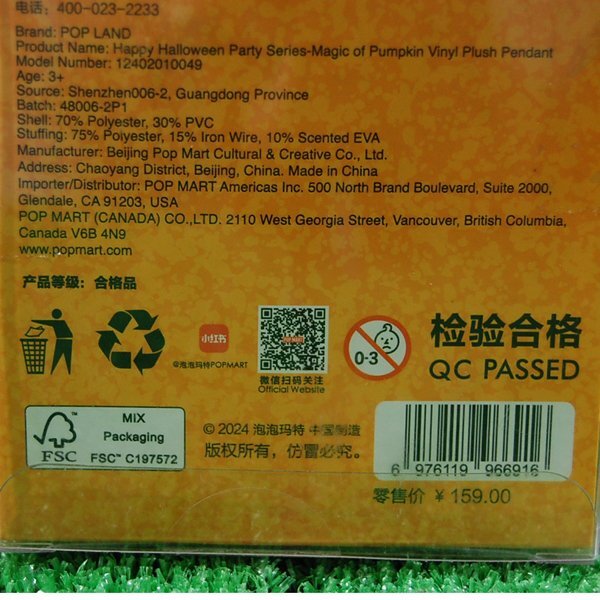 电话：400-023-2233
Brand: POP LAND
Product Name: Happy Halloween Party Series-Magic of Pumpkin Vinyl Plush Pendant
Model Number: 12402010049
Age: 3+
Source: Shenzhen006-2, Guangdong Province
Batch: 48006-2P1
Shell: 70% Polyester, 30% PVC
Stuffing: 75% Polyester, 15% Iron Wire, 10% Scented EVA
Manufacturer: Beijing Pop Mart Cultural & Creative Co., Ltd.
Address: Chaoyang District, Beijing, China. Made in China
Importer/Distributor: POP MART Americas Inc. 500 North Brand Boulevard, Suite 2000,
Glendale, CA 91203, USA
POP MART (CANADA) CO.,LTD. 2110 West Georgia Street, Vancouver, British Columbia,
Canada V6B 4N9
www.popmart.com
产品等级：合格品
小红书
@泡泡玛特POPMART
微信扫码关注
Official Website
0-3
检验合格
QC PASSED
FSC
MIX
Packaging
FSC™ C197572
© 2024 泡泡玛特 中国制造
版权所有，仿冒必究。
6 976119 966916
零售价 ￥159.00